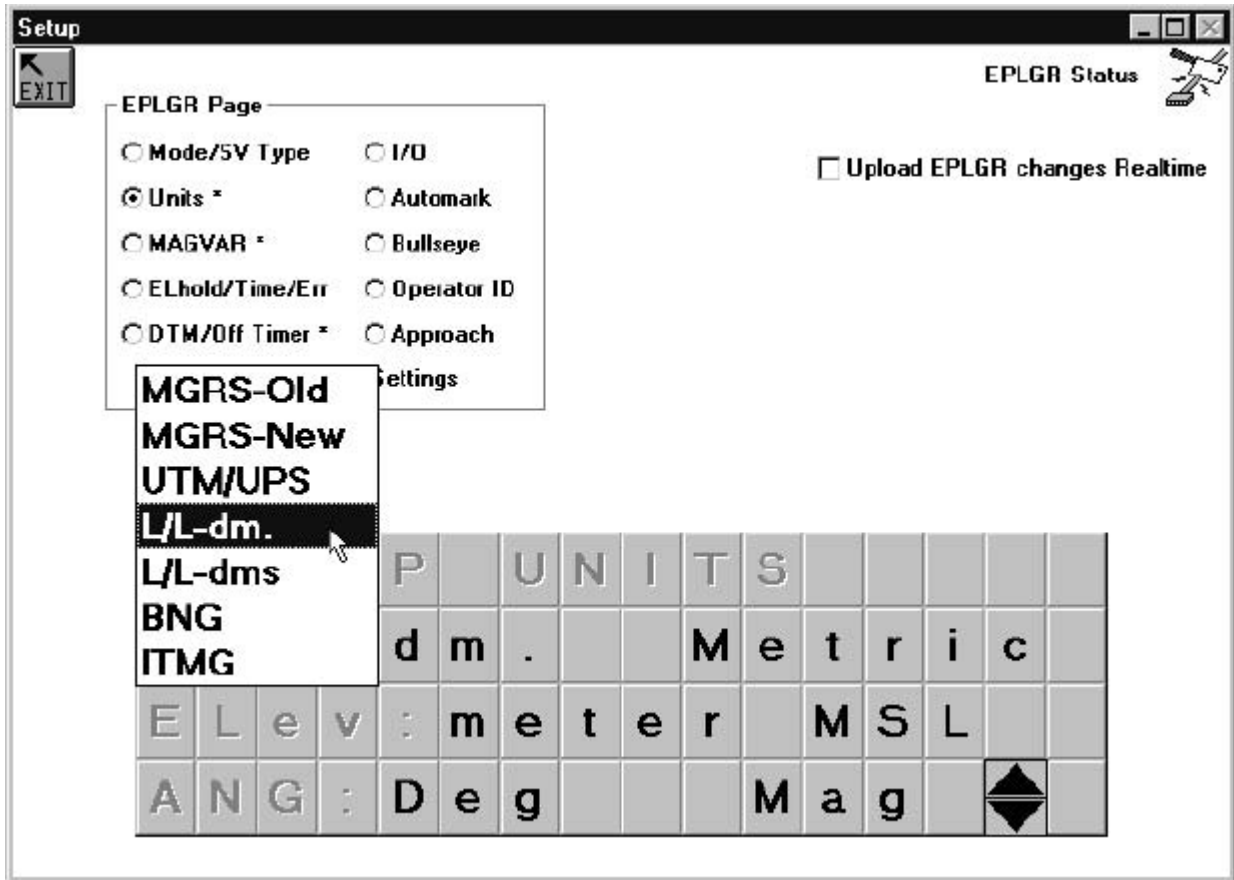 Setup
EXIT
EPLGR Status
EPLGR Page
Mode/SV Type
I/O
Upload EPLGR changes Realtime
Units *
Automark
MAGVAR *
Bullseye
ELhold/Time/Err
Operator ID
DTM/Off Timer *
Approach
Settings
MGRS-Old
MGRS-New
UTM/UPS
L/L-dm.
L/L-dms
BNG
ITMG
P UNITS
dm. Metric
ELev:meter MSL
ANG:Deg Mag